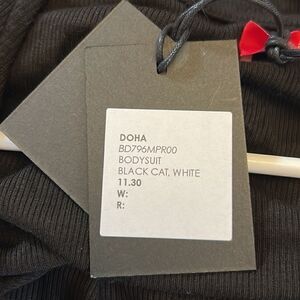 DOHA
BD796MPR00
BODYSUIT
BLACK CAT, WHITE
11.30
W:
R: